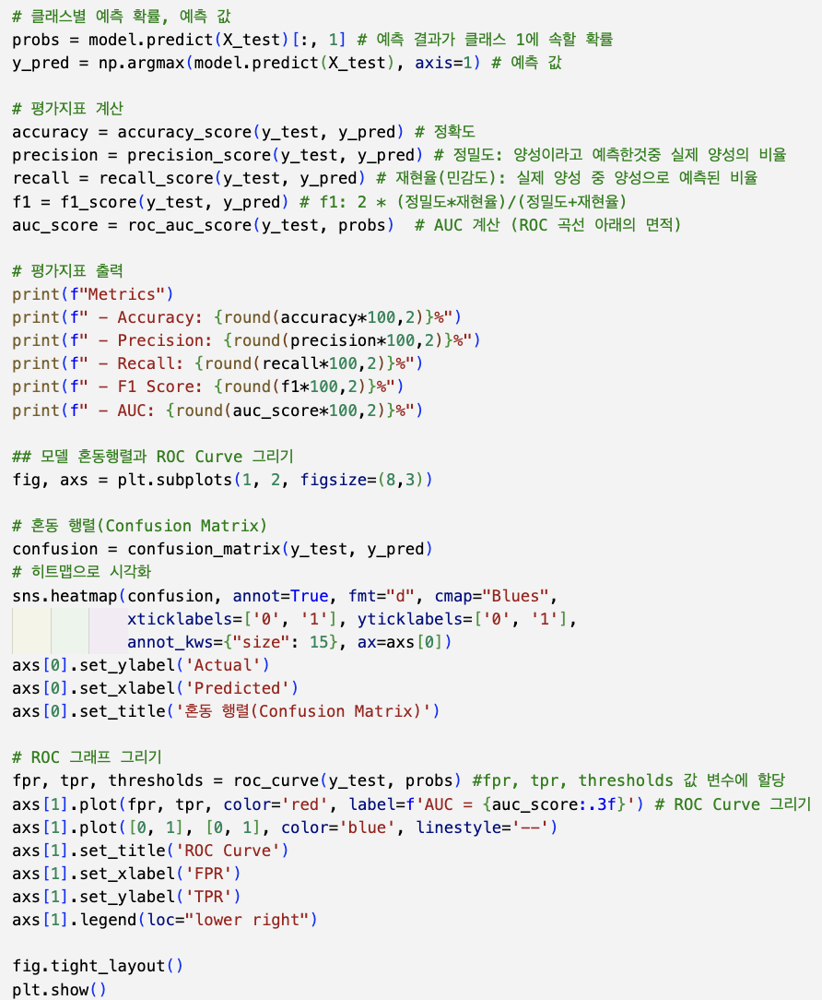 # 클래스별 예측 확률, 예측 값
probs = model.predict(X_test)[:, 1] # 예측 결과가 클래스 1에 속할 확률
y_pred = np.argmax(model.predict(X_test), axis=1) # 예측 값

# 평가지표 계산
accuracy = accuracy_score(y_test, y_pred) # 정확도
precision = precision_score(y_test, y_pred) # 정밀도: 양성이라고 예측한것중 실제 양성의 비율
recall = recall_score(y_test, y_pred) # 재현율(민감도): 실제 양성 중 양성으로 예측된 비율
f1 = f1_score(y_test, y_pred) # f1: 2 * (정밀도*재현율)/(정밀도+재현율)
auc_score = roc_auc_score(y_test, probs)  # AUC 계산 (ROC 곡선 아래의 면적)

# 평가지표 출력
print(f"Metrics")
print(f" - Accuracy: {round(accuracy*100,2)}%")
print(f" - Precision: {round(precision*100,2)}%")
print(f" - Recall: {round(recall*100,2)}%")
print(f" - F1 Score: {round(f1*100,2)}%")
print(f" - AUC: {round(auc_score*100,2)}%")

## 모델 혼동행렬과 ROC Curve 그리기
fig, axs = plt.subplots(1, 2, figsize=(8,3))

# 혼동 행렬(Confusion Matrix)
confusion = confusion_matrix(y_test, y_pred)
# 히트맵으로 시각화
sns.heatmap(confusion, annot=True, fmt="d", cmap="Blues",
            xticklabels=['0', '1'], yticklabels=['0', '1'],
            annot_kws={"size": 15}, ax=axs[0])
axs[0].set_ylabel('Actual')
axs[0].set_xlabel('Predicted')
axs[0].set_title('혼동 행렬(Confusion Matrix)')

# ROC 그래프 그리기
fpr, tpr, thresholds = roc_curve(y_test, probs) #fpr, tpr, thresholds 값 변수에 할당
axs[1].plot(fpr, tpr, color='red', label=f'AUC = {auc_score:.3f}') # ROC Curve 그리기
axs[1].plot([0, 1], [0, 1], color='blue', linestyle='--')
axs[1].set_title('ROC Curve')
axs[1].set_xlabel('FPR')
axs[1].set_ylabel('TPR')
axs[1].legend(loc="lower right")

fig.tight_layout()
plt.show()